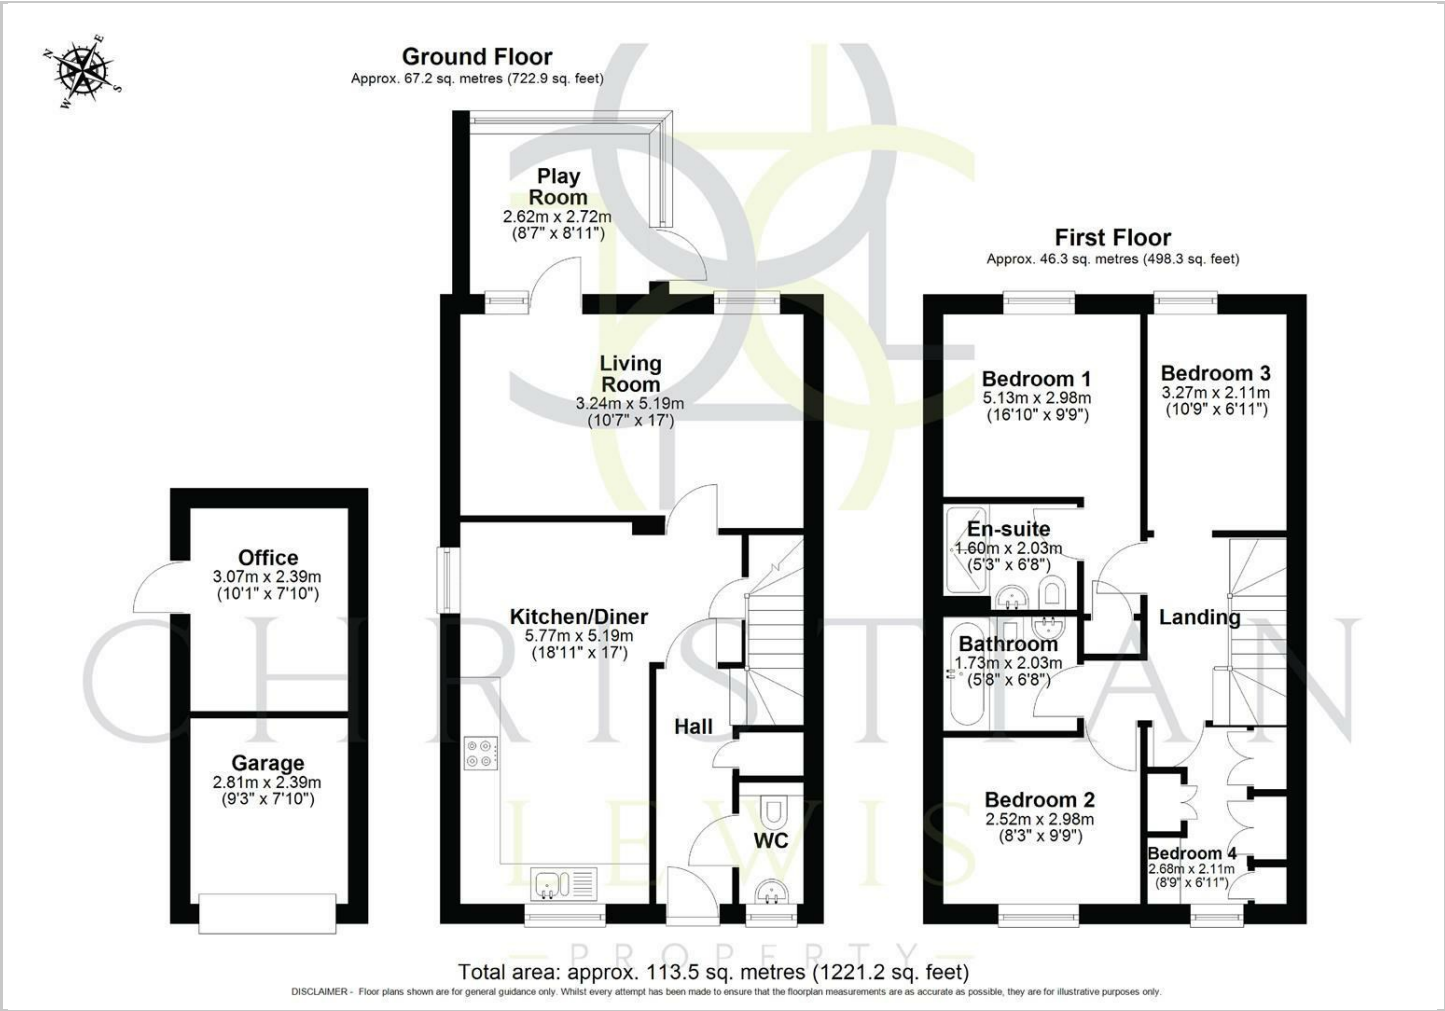 N
E
W
S
Ground Floor
Approx. 67.2 sq. metres (722.9 sq. feet)
Play
Room
2.62m x 2.72m
(8'7" x 8'11")
Living
Room
3.24m x 5.19m
(10'7" x 17')
Office
3.07m x 2.39m
(10'1" x 7'10")
Kitchen/Diner
5.77m x 5.19m
(18'11" x 17')
Hall
Garage
2.81m x 2.39m
(9'3" x 7'10")
WC
First Floor
Approx. 46.3 sq. metres (498.3 sq. feet)
Bedroom 1
5.13m x 2.98m
(16'10" x 9'9")
Bedroom 3
3.27m x 2.11m
(10'9" x 6'11")
En-suite
1.60m x 2.03m
(5'3" x 6'8")
Landing
Bathroom
1.73m x 2.03m
(5'8" x 6'8")
Bedroom 2
2.52m x 2.98m
(8'3" x 9'9")
Bedroom 4
2.68m x 2.11m
(8'9" x 6'11")
CHRISTIAN
LEWIS
PROPERTY
Total area: approx. 113.5 sq. metres (1221.2 sq. feet)
DISCLAIMER - Floor plans shown are for general guidance only. Whilst every attempt has been made to ensure that the floorplan measurements are as accurate as possible, they are for illustrative purposes only.